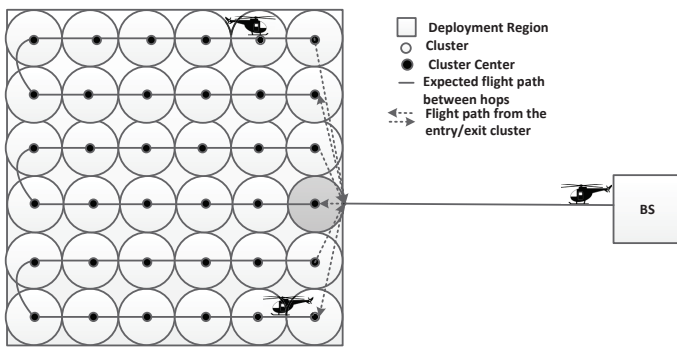 Deployment Region
Cluster
Cluster Center
Expected flight path
between hops
Flight path from the
entry/exit cluster
BS